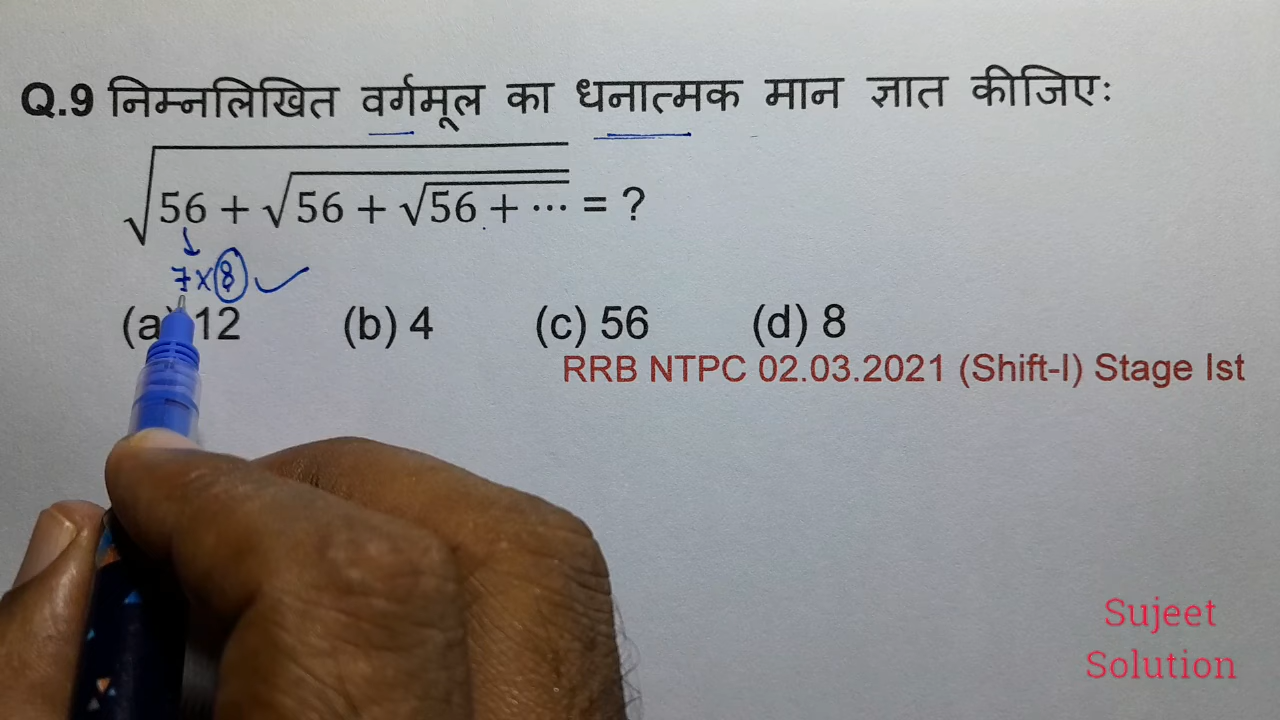 Q.9 निम्नलिखित वर्गमूल का धनात्मक मान ज्ञात कीजिए:
√56 + √56 + √56 + ... = ?
7×8 ✓
(a) 12 (b) 4 (c) 56 (d) 8
RRB NTPC 02.03.2021 (Shift-I) Stage Ist
Sujeet
Solution